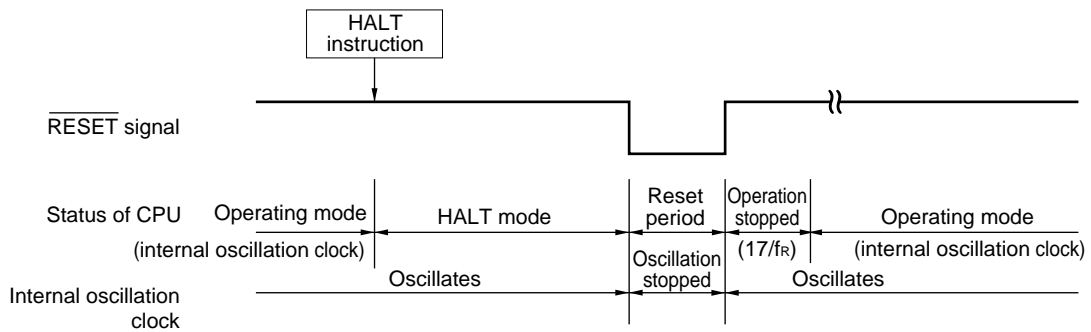 HALT
instruction
RESET signal
Status of CPU
Operating mode
(internal oscillation clock)
HALT mode
Reset
period
Operation
stopped
(17/fR)
Operating mode
(internal oscillation clock)
Internal oscillation
clock
Oscillates
Oscillation
stopped
Oscillates